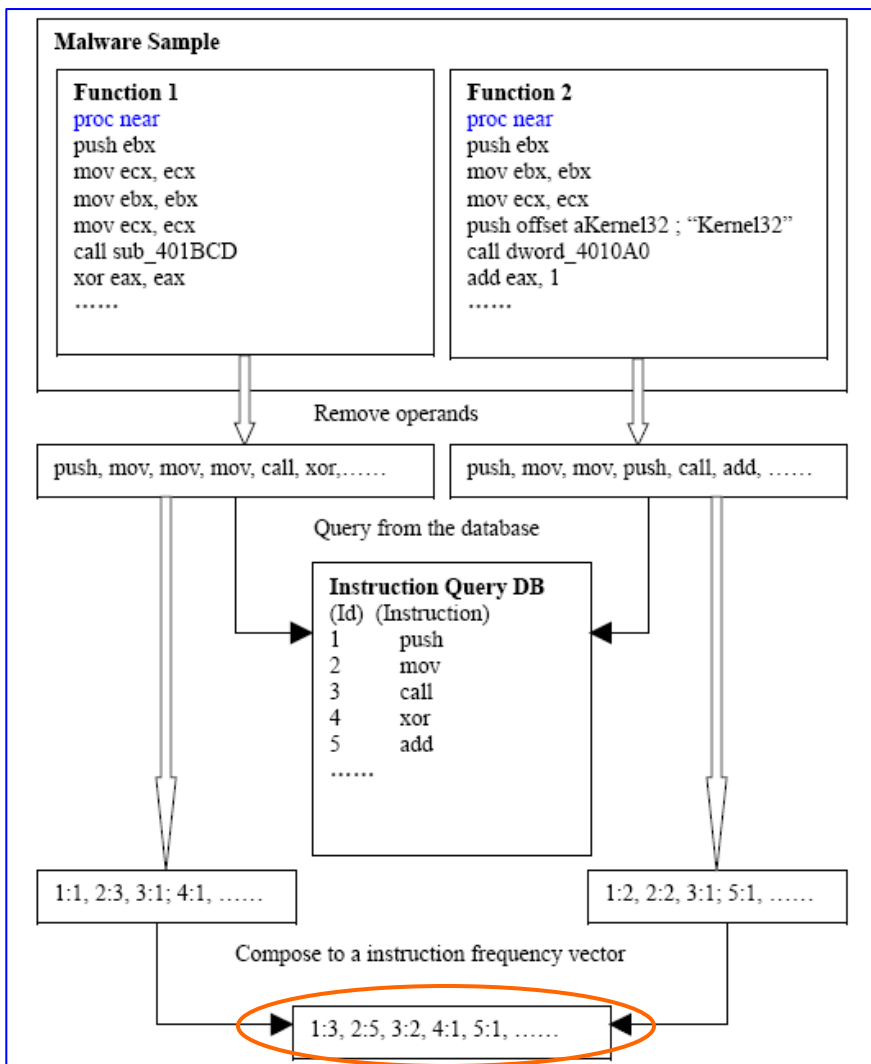 Malware Sample
Function 1
proc near
push ebx
mov ecx, ecx
mov ebx, ebx
mov ecx, ecx
call sub_401BCD
xor eax, eax
……
Function 2
proc near
push ebx
mov ebx, ebx
mov ecx, ecx
push offset aKernel32 ; “Kernel32”
call dword_4010A0
add eax, 1
……
Remove operands
push, mov, mov, mov, call, xor,……
push, mov, mov, push, call, add, ……
Query from the database
Instruction Query DB
(Id) (Instruction)
1 push
2 mov
3 call
4 xor
5 add
……
1:1, 2:3, 3:1; 4:1, ……
1:2, 2:2, 3:1; 5:1, ……
Compose to a instruction frequency vector
1:3, 2:5, 3:2, 4:1, 5:1, ……